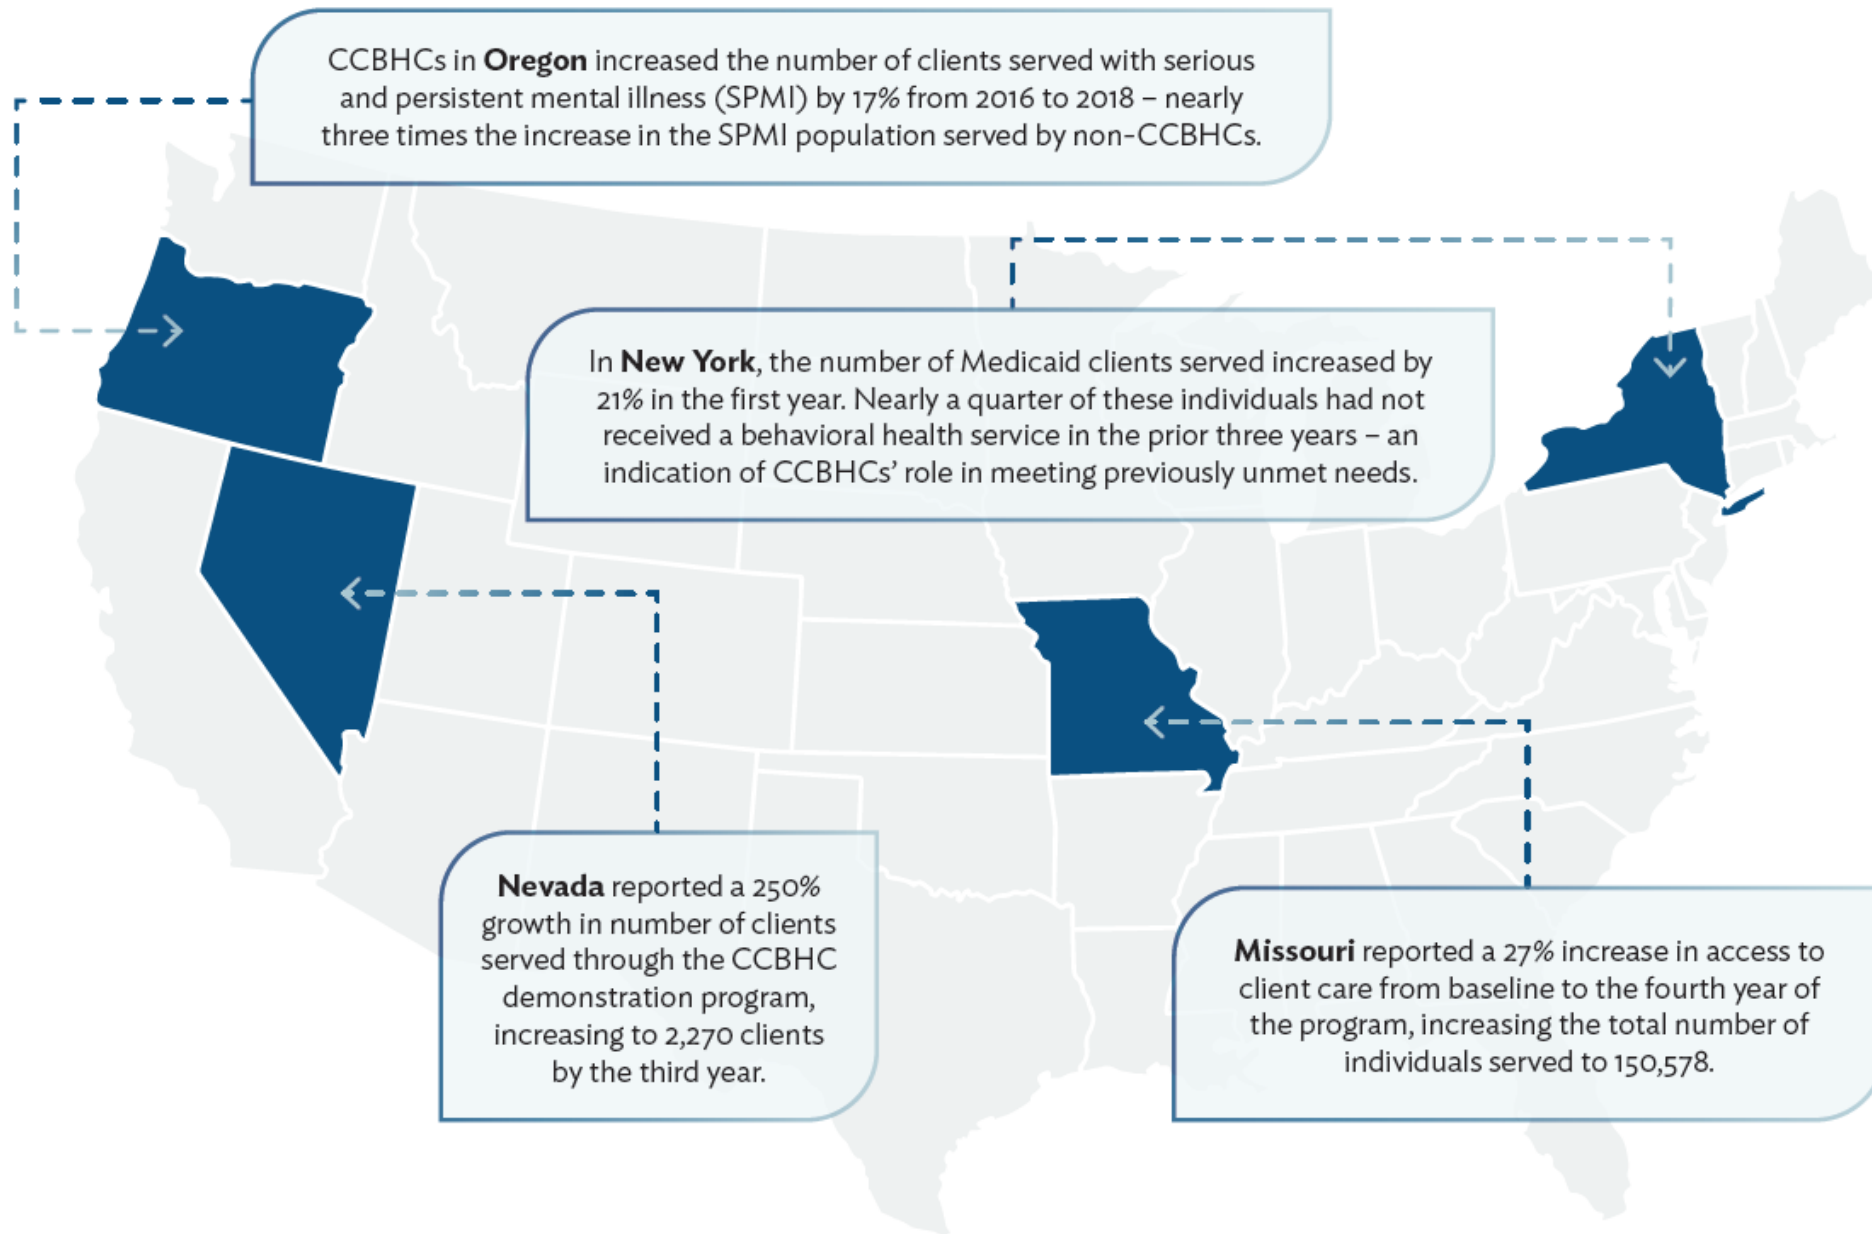 CCBHCs in Oregon increased the number of clients served with serious
and persistent mental illness (SPMI) by 17% from 2016 to 2018 – nearly
three times the increase in the SPMI population served by non-CCBHCs.
In New York, the number of Medicaid clients served increased by
21% in the first year. Nearly a quarter of these individuals had not
received a behavioral health service in the prior three years – an
indication of CCBHCs’ role in meeting previously unmet needs.
Nevada reported a 250%
growth in number of clients
served through the CCBHC
demonstration program,
increasing to 2,270 clients
by the third year.
Missouri reported a 27% increase in access to
client care from baseline to the fourth year of
the program, increasing the total number of
individuals served to 150,578.